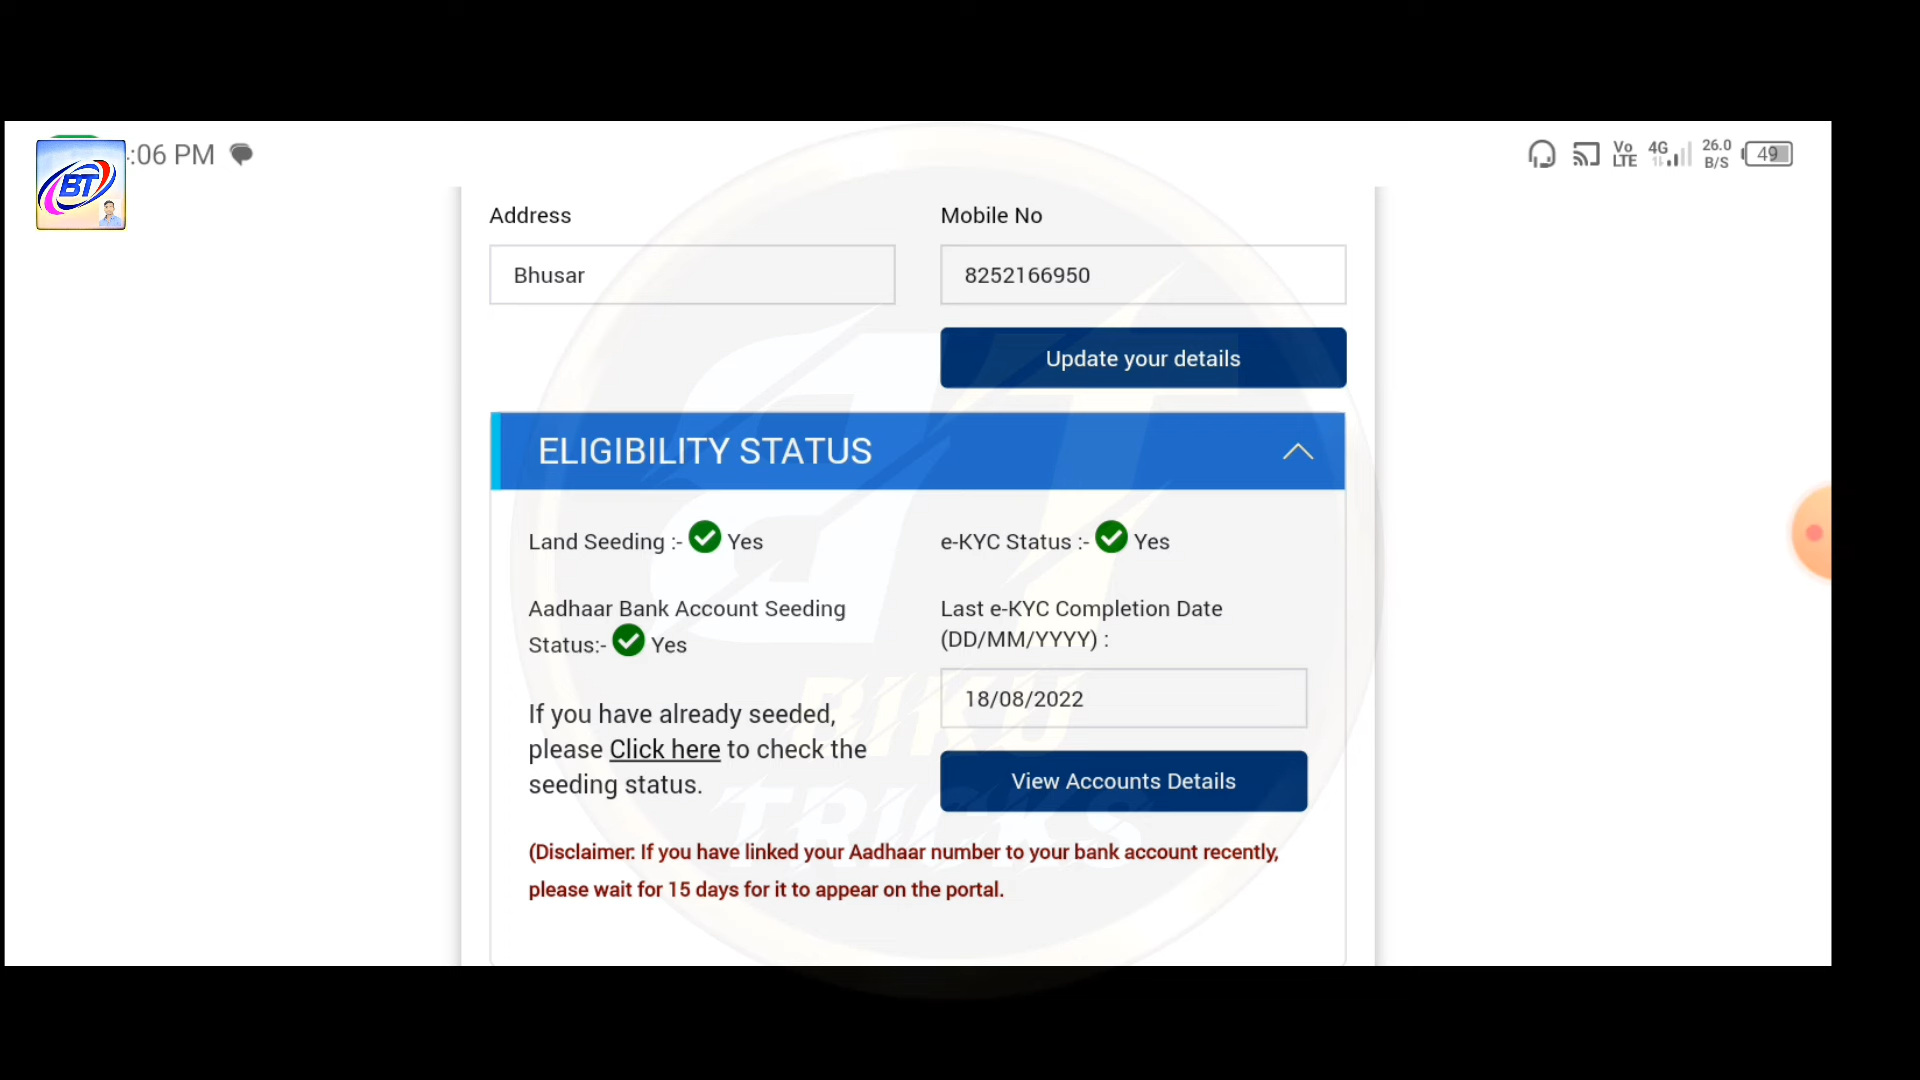 BT
:06 PM
Vo LTE 4G 26.0 B/S 49
Address
Mobile No
Bhusar
8252166950
Update your details
ELIGIBILITY STATUS
Land Seeding :- Yes
e-KYC Status :- Yes
Aadhaar Bank Account Seeding
Status:- Yes
Last e-KYC Completion Date
(DD/MM/YYYY) :
18/08/2022
If you have already seeded,
please Click here to check the
seeding status.
View Accounts Details
(Disclaimer: If you have linked your Aadhaar number to your bank account recently,
please wait for 15 days for it to appear on the portal.
BT
BIKU
TRICKS